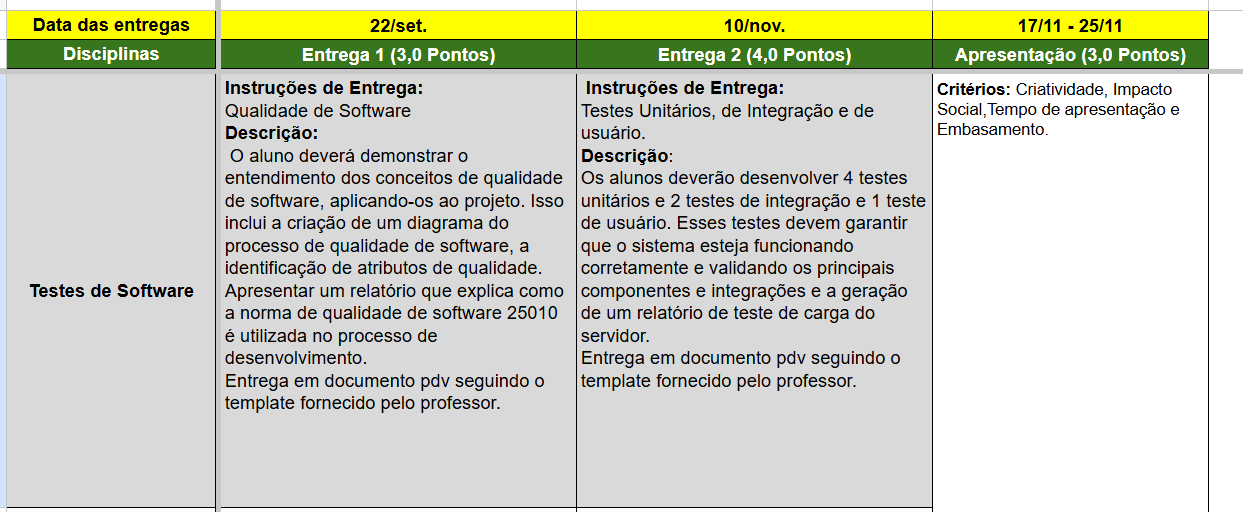 Data das entregas
22/set.
10/nov.
17/11 - 25/11
Disciplinas
Entrega 1 (3,0 Pontos)
Entrega 2 (4,0 Pontos)
Apresentação (3,0 Pontos)
Testes de Software
Instruções de Entrega:
Qualidade de Software
Descrição:
O aluno deverá demonstrar o
entendimento dos conceitos de qualidade
de software, aplicando-os ao projeto. Isso
inclui a criação de um diagrama do
processo de qualidade de software, a
identificação de atributos de qualidade.
Apresentar um relatório que explica como
a norma de qualidade de software 25010
é utilizada no processo de
desenvolvimento.
Entrega em documento pdv seguindo o
template fornecido pelo professor.
Instruções de Entrega:
Testes Unitários, de Integração e de
usuário.
Descrição:
Os alunos deverão desenvolver 4 testes
unitários e 2 testes de integração e 1 teste
de usuário. Esses testes devem garantir
que o sistema esteja funcionando
corretamente e validando os principais
componentes e integrações e a geração
de um relatório de teste de carga do
servidor.
Entrega em documento pdv seguindo o
template fornecido pelo professor.
Critérios: Criatividade, Impacto
Social,Tempo de apresentação e
Embasamento.